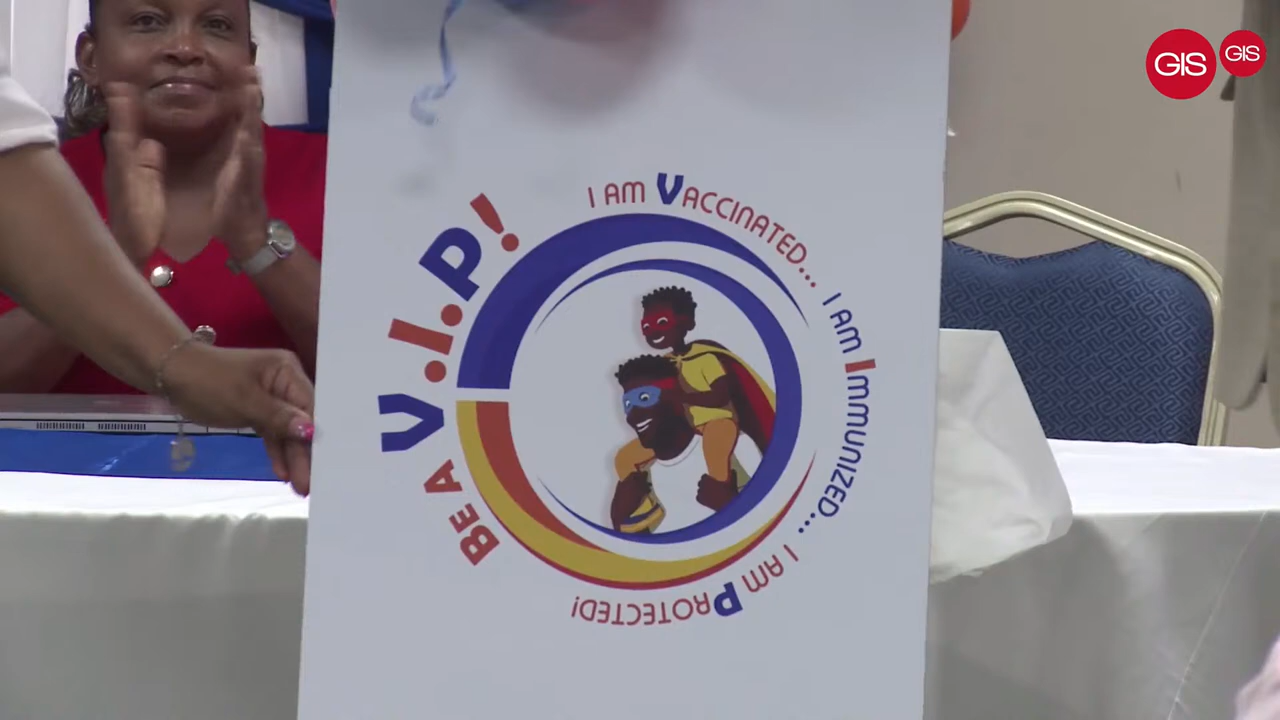 GIS
GIS
BE A V.I.P!
I AM VACCINATED... I AM IMMUNIZED... I AM PROTECTED!